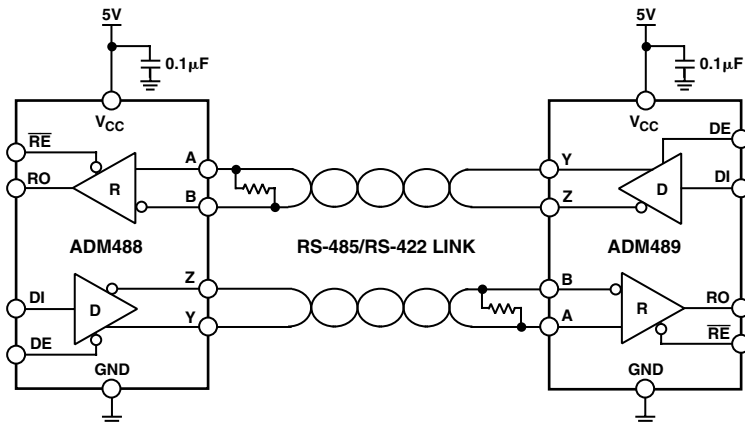 5V
5V
0.1µF
0.1µF
VCC
VCC
RE
DE
A
Y
RO
R
D
DI
B
Z
ADM488
RS-485/RS-422 LINK
ADM489
Z
B
DI
D
R
RO
Y
A
DE
RE
GND
GND